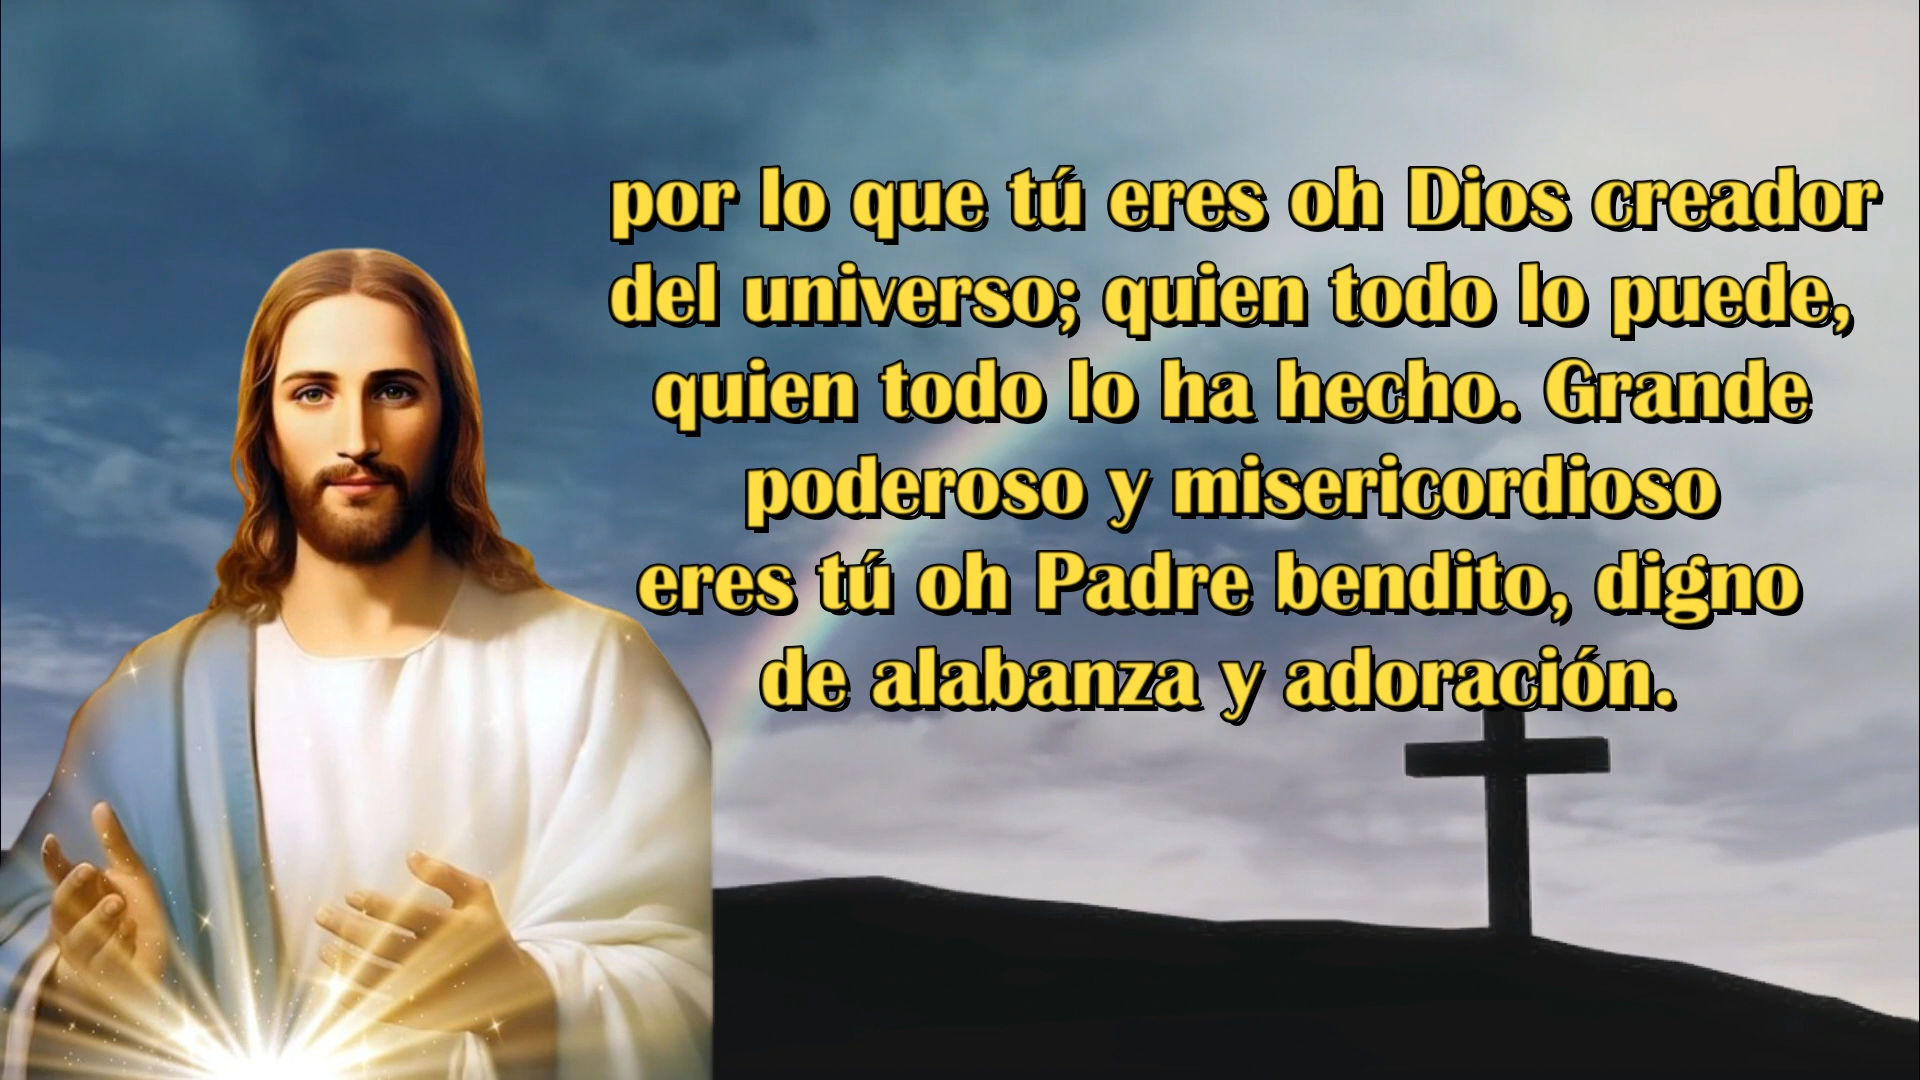 por lo que tú eres oh Dios creador
del universo; quien todo lo puede,
quien todo lo ha hecho. Grande
poderoso y misericordioso
eres tú oh Padre bendito, digno
de alabanza y adoración.